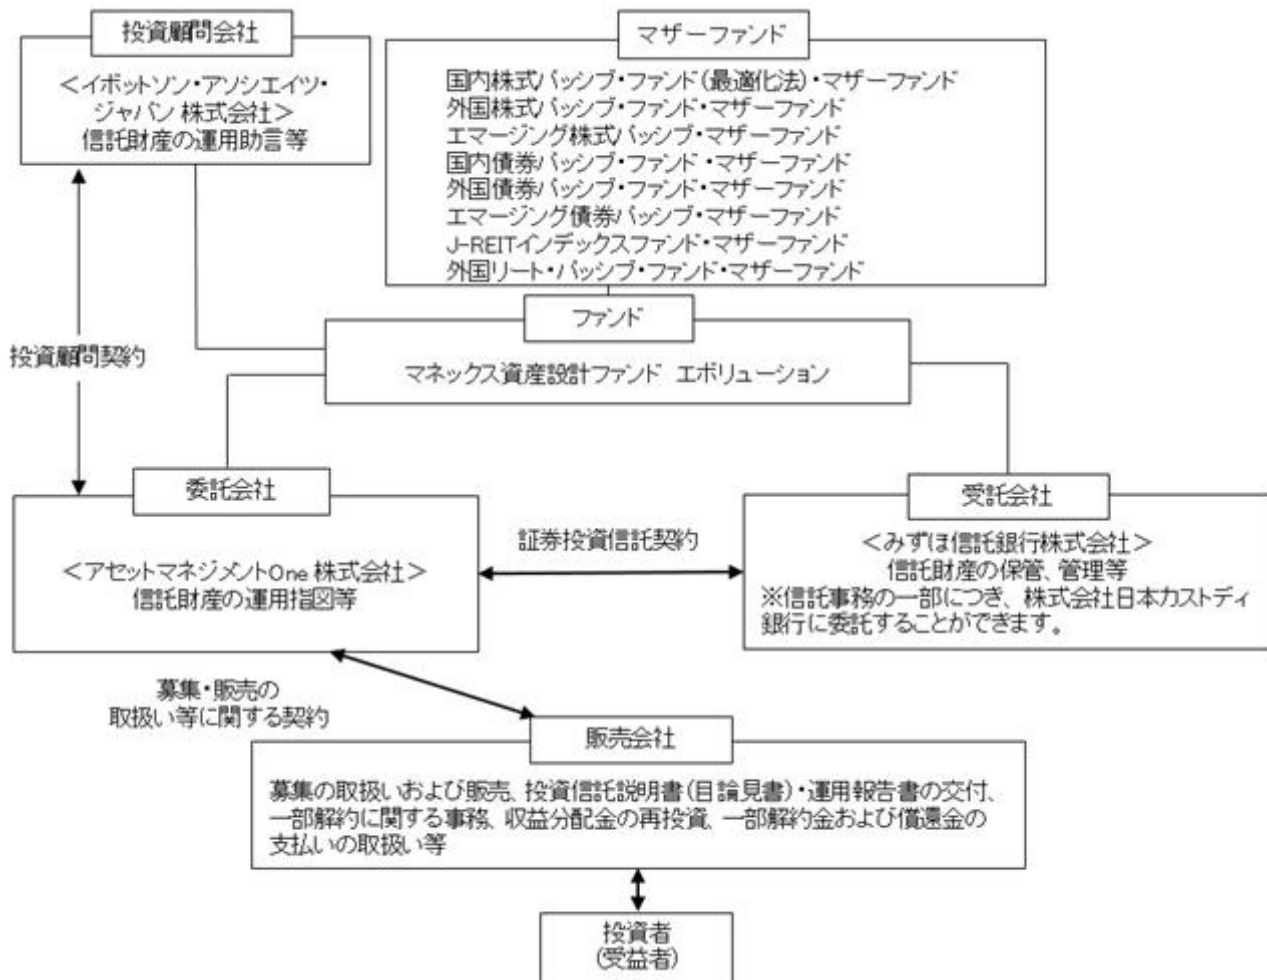 投資顧問会社
<イボットソン・アソシエイツ・
ジャパン 株式会社>
信託財産の運用助言等
マザーファンド
国内株式パッシブ・ファンド(最適化法)・マザーファンド
外国株式パッシブ・ファンド・マザーファンド
エマージング株式パッシブ・マザーファンド
国内債券パッシブ・ファンド・マザーファンド
外国債券パッシブ・ファンド・マザーファンド
エマージング債券パッシブ・マザーファンド
J-REITインデックスファンド・マザーファンド
外国リート・パッシブ・ファンド・マザーファンド
ファンド
マネックス資産設計ファンド エボリューション
投資顧問契約
委託会社
<アセットマネジメントOne 株式会社>
信託財産の運用指図等
証券投資信託契約
受託会社
<みずほ信託銀行株式会社>
信託財産の保管、管理等
※信託事務の一部につき、株式会社日本カストディ
銀行に委託することができます。
募集・販売の
取扱い等に関する契約
販売会社
募集の取扱いおよび販売、投資信託説明書(目論見書)・運用報告書の交付、
一部解約に関する事務、収益分配金の再投資、一部解約金および償還金の
支払いの取扱い等
投資者
(受益者)